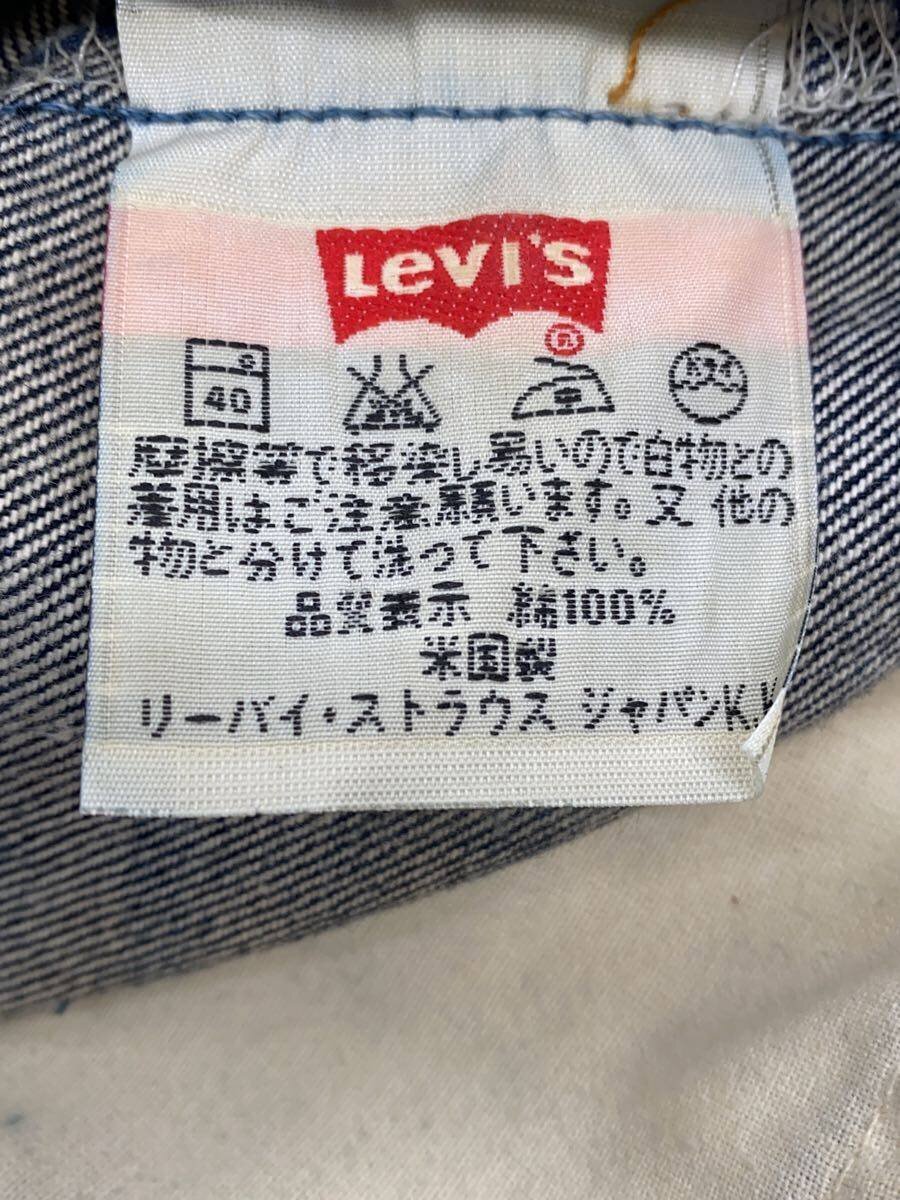 Levi's
®
40
摩擦等で移染し易いので白物との
着用はご注意願います。又 他の
物と分けて洗って下さい。
品質表示 綿100%
米国製
リーバイ・ストラウス ジャパンK.K